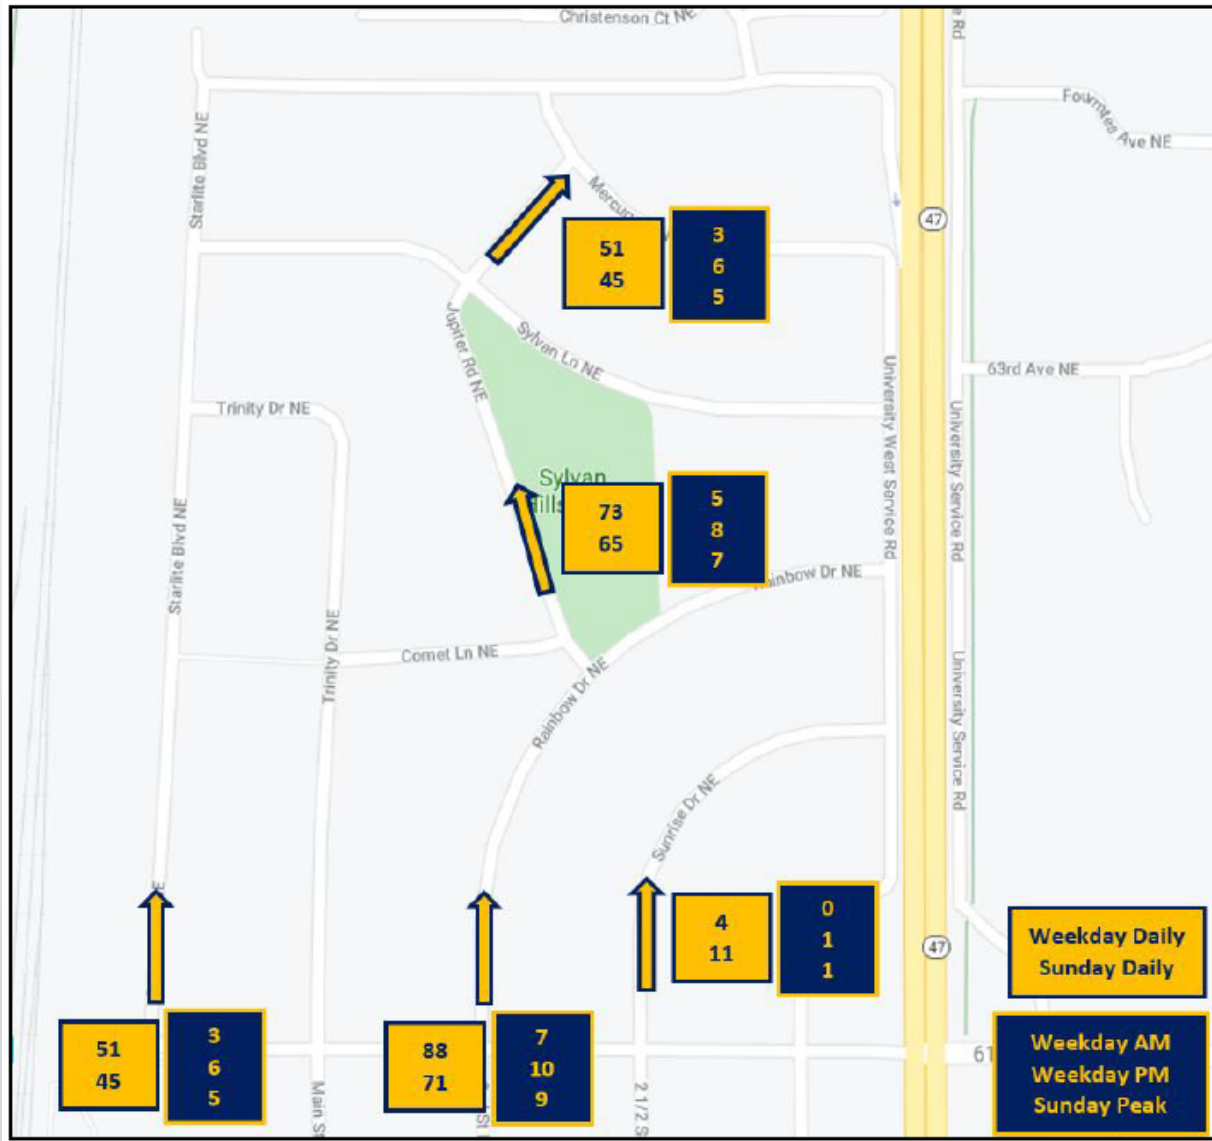 Christenson Ct NE
Rd
Fourmies Ave NE
Starlite Blvd NE
47
51
45
3
6
5
Jupiter Rd NE
Sylvan Ln NE
University West Service Rd
63rd Ave NE
Trinity Dr NE
University Service Rd
Sylvan
73
65
5
8
7
Starlite Blvd NE
Rainbow Dr NE
Comet Ln NE
Trinity Dr NE
Rainbow Dr NE
University Service Rd
Sunrise Dr NE
4
11
0
1
1
47
Weekday Daily
Sunday Daily
51
45
3
6
5
88
71
7
10
9
61
Weekday AM
Weekday PM
Sunday Peak
Main St
2 1/2 S